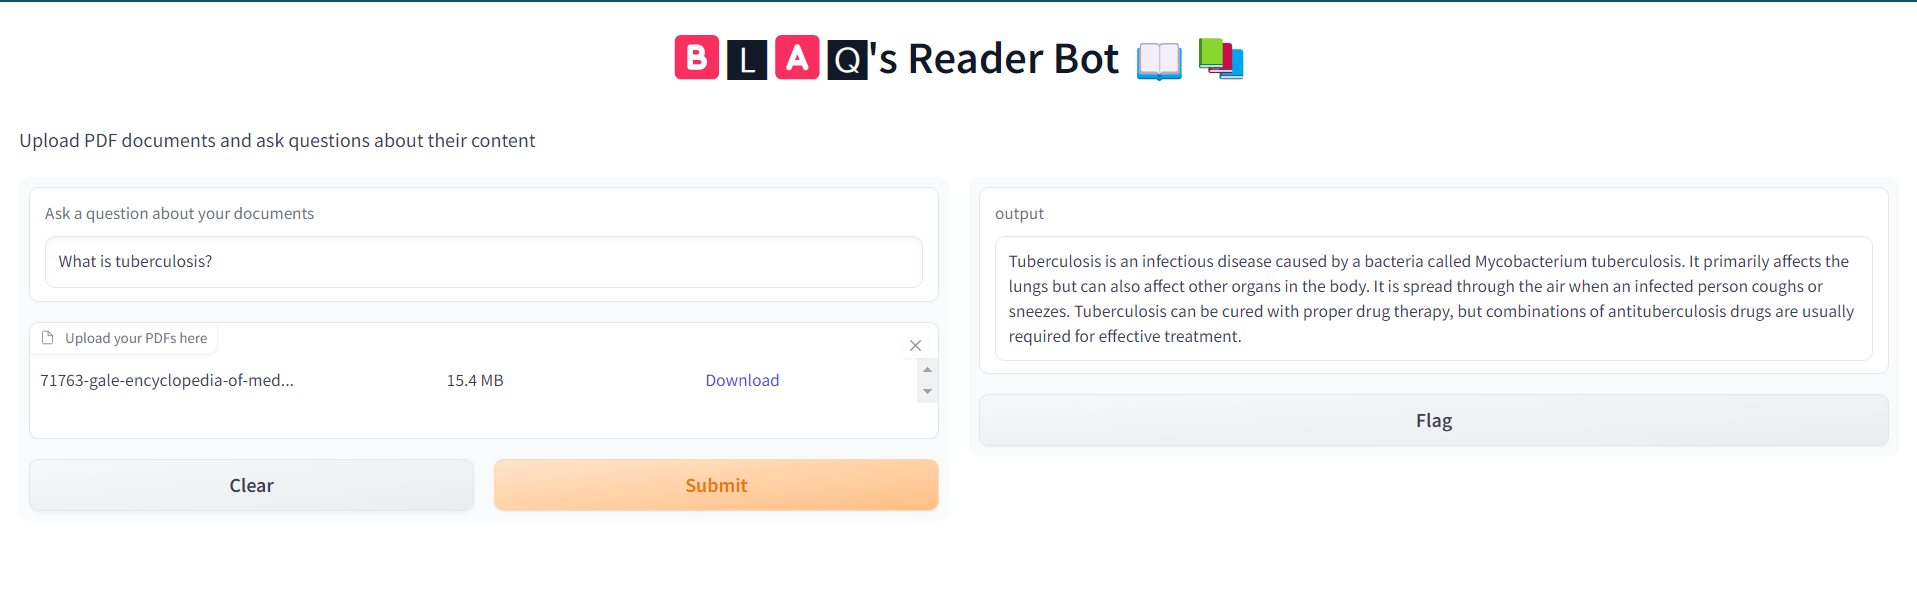 🅱🅻🅰🆀's Reader Bot 📖 📚
Upload PDF documents and ask questions about their content
Ask a question about your documents
What is tuberculosis?
Upload your PDFs here
71763-gale-encyclopedia-of-med... 15.4 MB Download
Clear Submit
output
Tuberculosis is an infectious disease caused by a bacteria called Mycobacterium tuberculosis. It primarily affects the
lungs but can also affect other organs in the body. It is spread through the air when an infected person coughs or
sneezes. Tuberculosis can be cured with proper drug therapy, but combinations of antituberculosis drugs are usually
required for effective treatment.
Flag